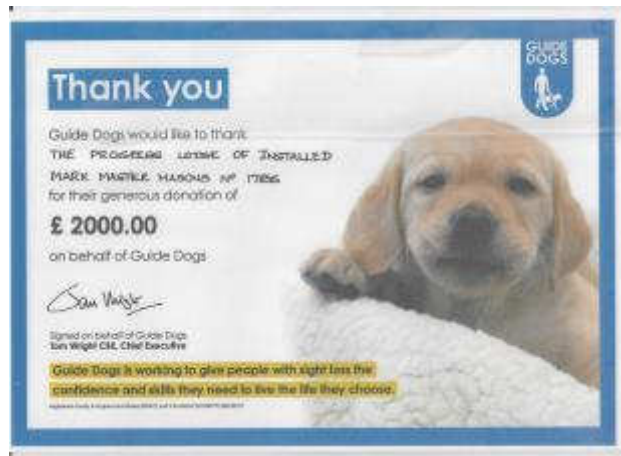 GUIDE
DOGS
Thank you
Guide Dogs would like to thank
THE PROGRESS LODGE OF INSTALLED
MARK MASTER MASONS Nº
for their generous donation of
£ 2000.00
on behalf of Guide Dogs
Signed on behalf of Guide Dogs
Tom Wright CBE, Chief Executive
Guide Dogs is working to give people with sight loss the
confidence and skills they need to live the life they choose.